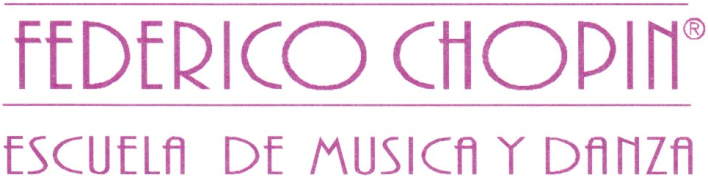 FEDERICO CHOPIN®
ESCUELA DE MUSICA Y DANZA